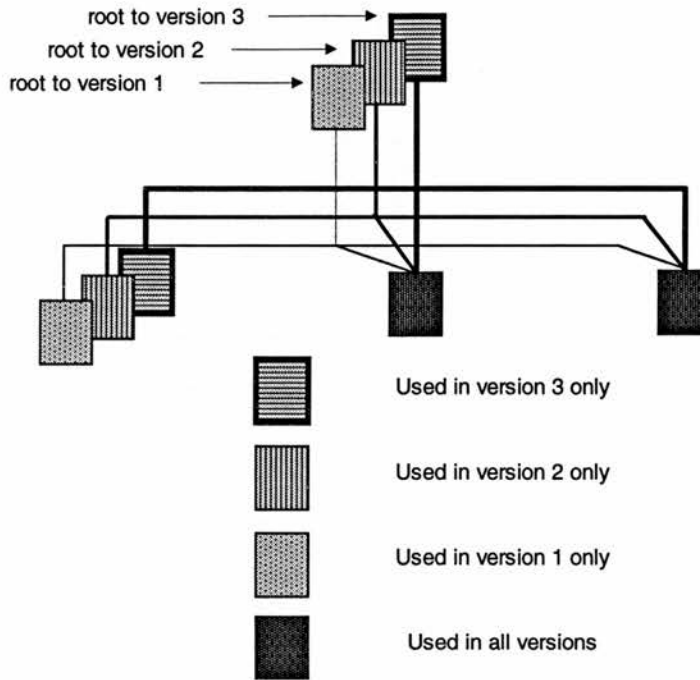 root to version 3
root to version 2
root to version 1
Used in version 3 only
Used in version 2 only
Used in version 1 only
Used in all versions